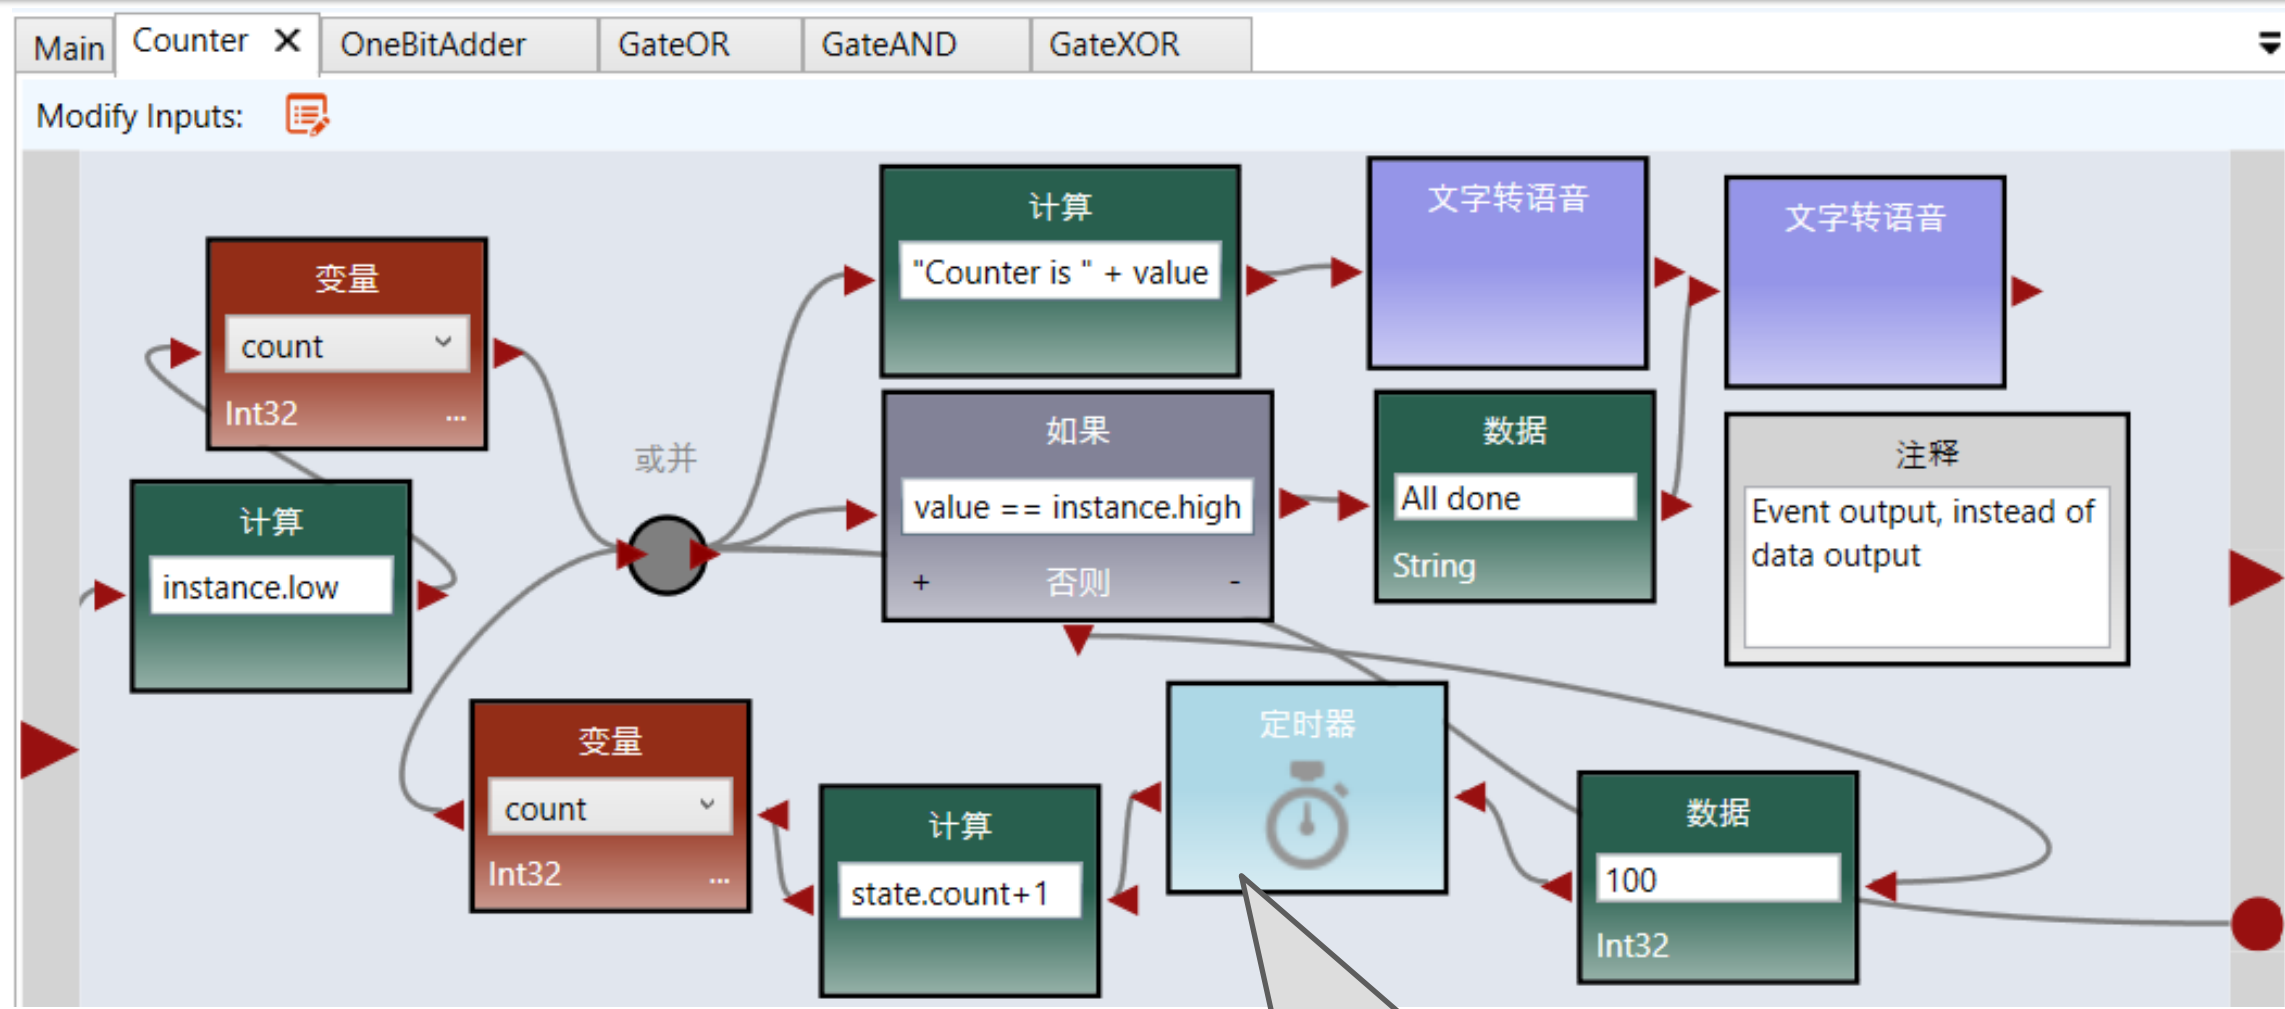 Main
Counter
OneBitAdder
GateOR
GateAND
GateXOR
Modify Inputs:
变量
count
Int32
...
计算
instance.low
或并
计算
"Counter is " + value
文字转语音
文字转语音
如果
value == instance.high
+ 否则 -
数据
All done
String
注释
Event output, instead of
data output
变量
count
Int32
...
计算
state.count+1
定时器
数据
100
Int32